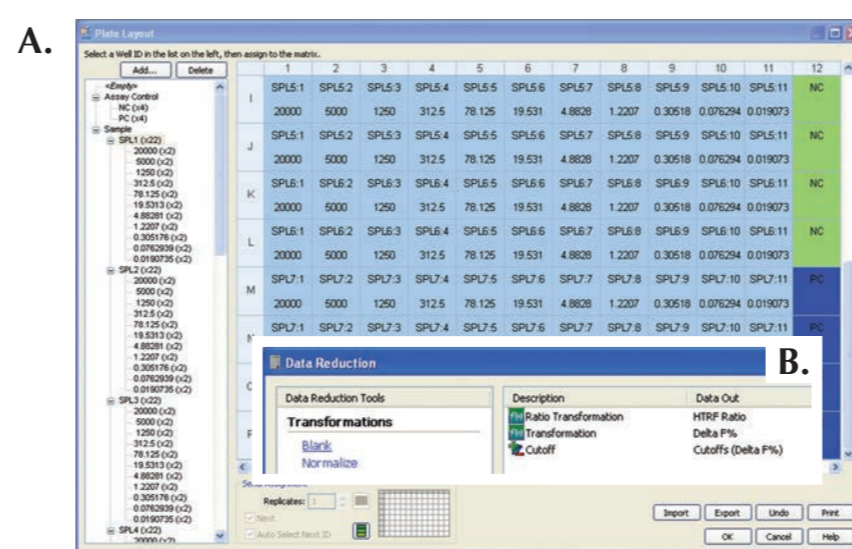 A.
Plate Layout
Select a Well ID in the list on the left, then assign to the matrix.
Add... Delete
<Empty>
Assay Control
NC (x4)
PC (x4)
Sample
SPL1 (x22)
20000 (x2)
5000 (x2)
1250 (x2)
312.5 (x2)
78.125 (x2)
19.5313 (x2)
4.88281 (x2)
1.2207 (x2)
0.305176 (x2)
0.0762939 (x2)
0.0190735 (x2)
SPL2 (x22)
20000 (x2)
5000 (x2)
1250 (x2)
312.5 (x2)
78.125 (x2)
19.5313 (x2)
4.88281 (x2)
1.2207 (x2)
0.305176 (x2)
0.0762939 (x2)
0.0190735 (x2)
SPL3 (x22)
20000 (x2)
5000 (x2)
1250 (x2)
312.5 (x2)
78.125 (x2)
19.5313 (x2)
4.88281 (x2)
1.2207 (x2)
0.305176 (x2)
0.0762939 (x2)
0.0190735 (x2)
SPL4 (x22)
20000 (x2)
1 2 3 4 5 6 7 8 9 10 11 12
I SPL5:1 SPL5:2 SPL5:3 SPL5:4 SPL5:5 SPL5:6 SPL5:7 SPL5:8 SPL5:9 SPL5:10 SPL5:11 NC
20000 5000 1250 312.5 78.125 19.531 4.8828 1.2207 0.30518 0.076294 0.019073
J SPL5:1 SPL5:2 SPL5:3 SPL5:4 SPL5:5 SPL5:6 SPL5:7 SPL5:8 SPL5:9 SPL5:10 SPL5:11 NC
20000 5000 1250 312.5 78.125 19.531 4.8828 1.2207 0.30518 0.076294 0.019073
K SPL6:1 SPL6:2 SPL6:3 SPL6:4 SPL6:5 SPL6:6 SPL6:7 SPL6:8 SPL6:9 SPL6:10 SPL6:11 NC
20000 5000 1250 312.5 78.125 19.531 4.8828 1.2207 0.30518 0.076294 0.019073
L SPL6:1 SPL6:2 SPL6:3 SPL6:4 SPL6:5 SPL6:6 SPL6:7 SPL6:8 SPL6:9 SPL6:10 SPL6:11 NC
20000 5000 1250 312.5 78.125 19.531 4.8828 1.2207 0.30518 0.076294 0.019073
M SPL7:1 SPL7:2 SPL7:3 SPL7:4 SPL7:5 SPL7:6 SPL7:7 SPL7:8 SPL7:9 SPL7:10 SPL7:11 PC
20000 5000 1250 312.5 78.125 19.531 4.8828 1.2207 0.30518 0.076294 0.019073
SPL7:1 SPL7:2 SPL7:3 SPL7:4 SPL7:5 SPL7:6 SPL7:7 SPL7:8 SPL7:9 SPL7:10 SPL7:11 PC
B.
Data Reduction
Data Reduction Tools
Transformations
Blank
Normalize
Description Data Out
Ratio Transformation HTRF Ratio
Transformation Delta F%
Cutoff Cutoffs (Delta F%)
Replicates: 1
Next
Auto Select Next ID
Import Export Undo Print
OK Cancel Help